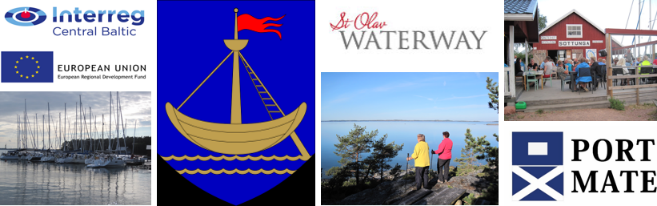 Interreg
Central Baltic
EUROPEAN UNION
European Regional Development Fund
St Olav
WATERWAY
SOTTUNGA
PORT
MATE